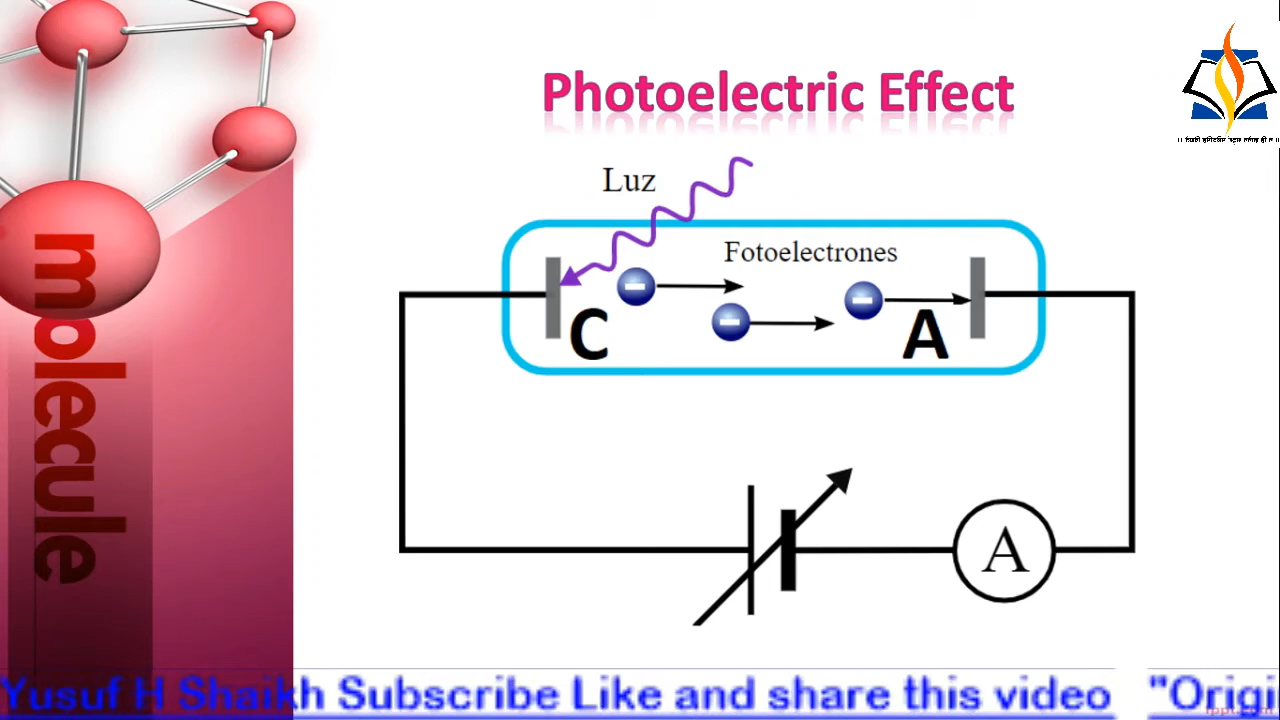 Photoelectric Effect
Luz
Fotoelectrones
C
A
A
molecule
Yusuf H Shaikh Subscribe Like and share this video "Origi